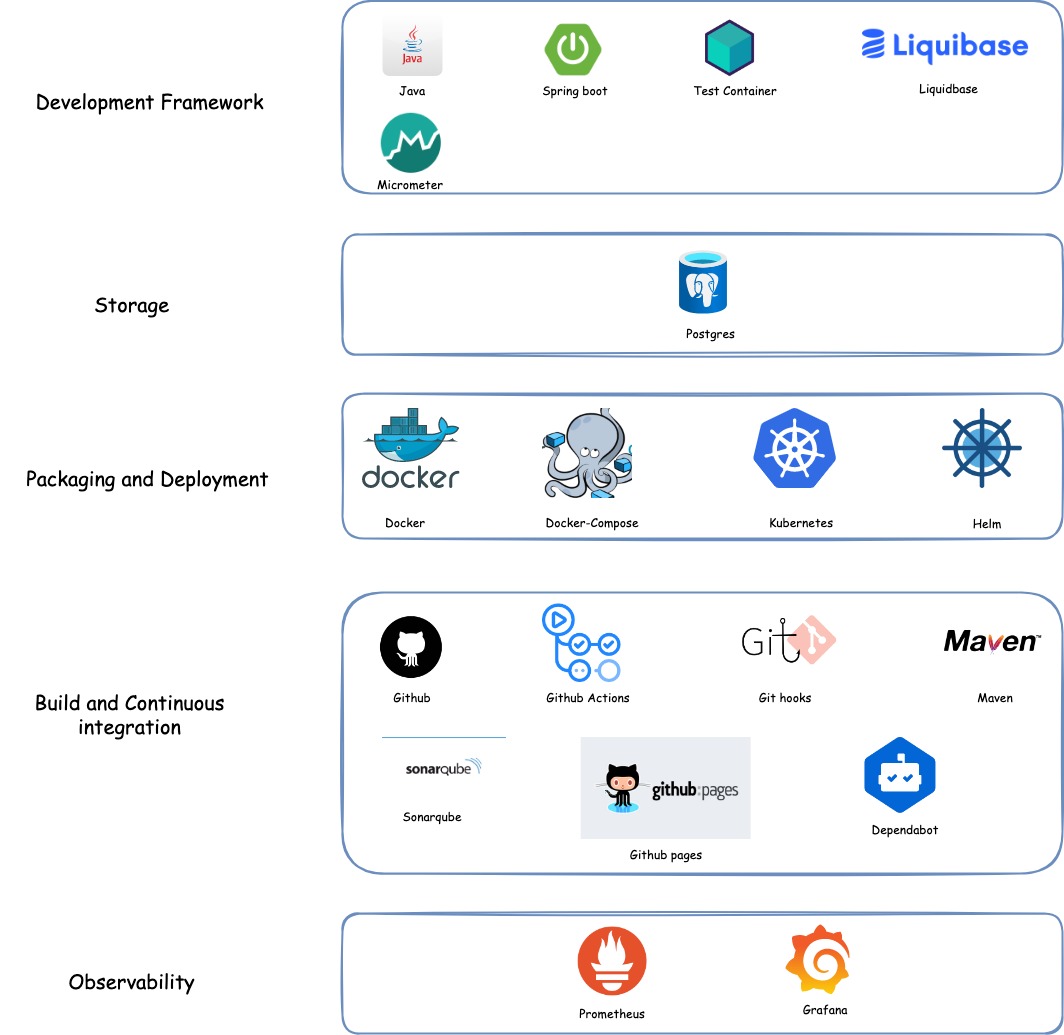 Development Framework
Java
Liquibase
Java
Spring boot
Test Container
Liquidbase
Micrometer
Storage
Postgres
Packaging and Deployment
docker
Docker
Docker-Compose
Kubernetes
Helm
Build and Continuous
integration
Git
Maven™
Github
Github Actions
Git hooks
Maven
sonarqube
github:pages
Sonarqube
Github pages
Dependabot
Observability
Prometheus
Grafana